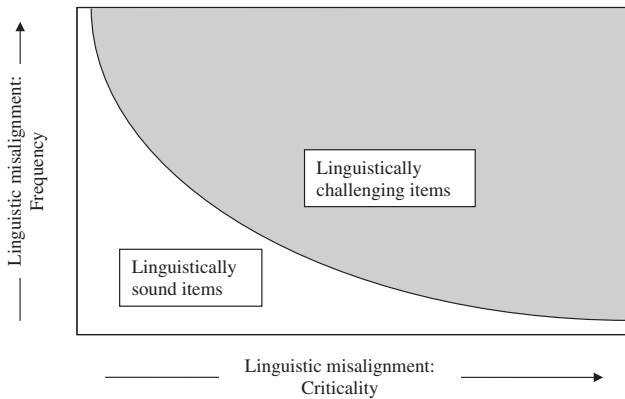 Linguistic misalignment:
Frequency
Linguistically
challenging items
Linguistically
sound items
Linguistic misalignment:
Criticality